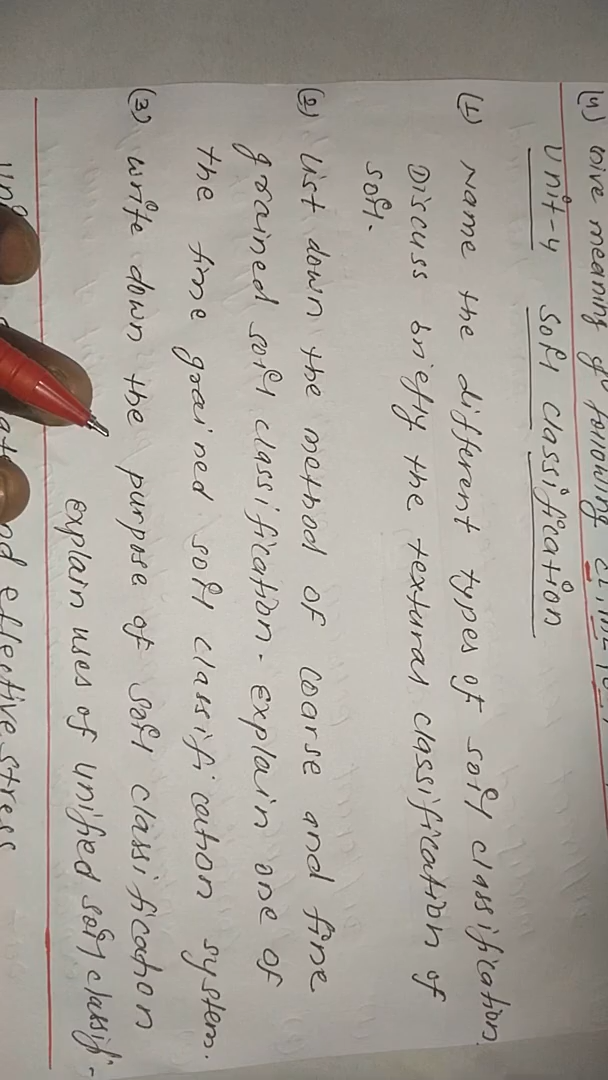 (4) Give meaning of following
Unit-4 Soil classification
(1) Name the different types of soil classification.
Discuss briefly the textural classification of
soil.
(2) List down the method of coarse and fine
grained soil classification. Explain one of
the fine grained soil classification system.
(3) write down the purpose of soil classification
explain uses of unified soil classifi-
and effective stress